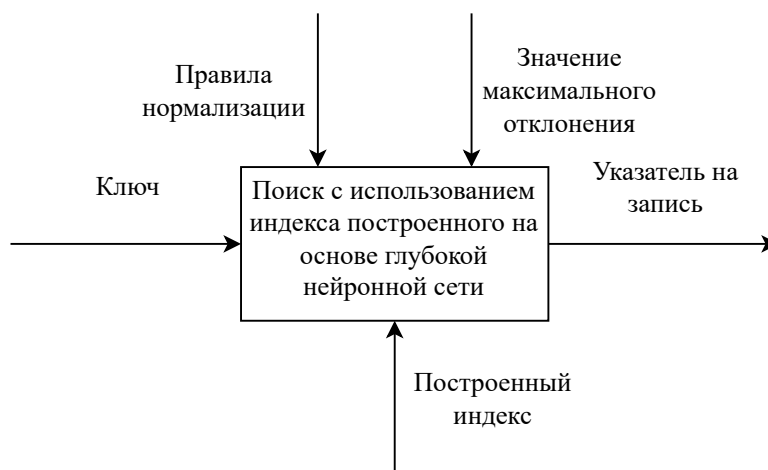 Правила
нормализации
Значение
максимального
отклонения
Ключ
Поиск с использованием
индекса построенного на
основе глубокой
нейронной сети
Указатель на
запись
Построенный
индекс